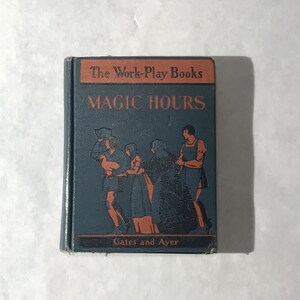 The Work-Play Books
MAGIC HOURS
Gates and Ayer